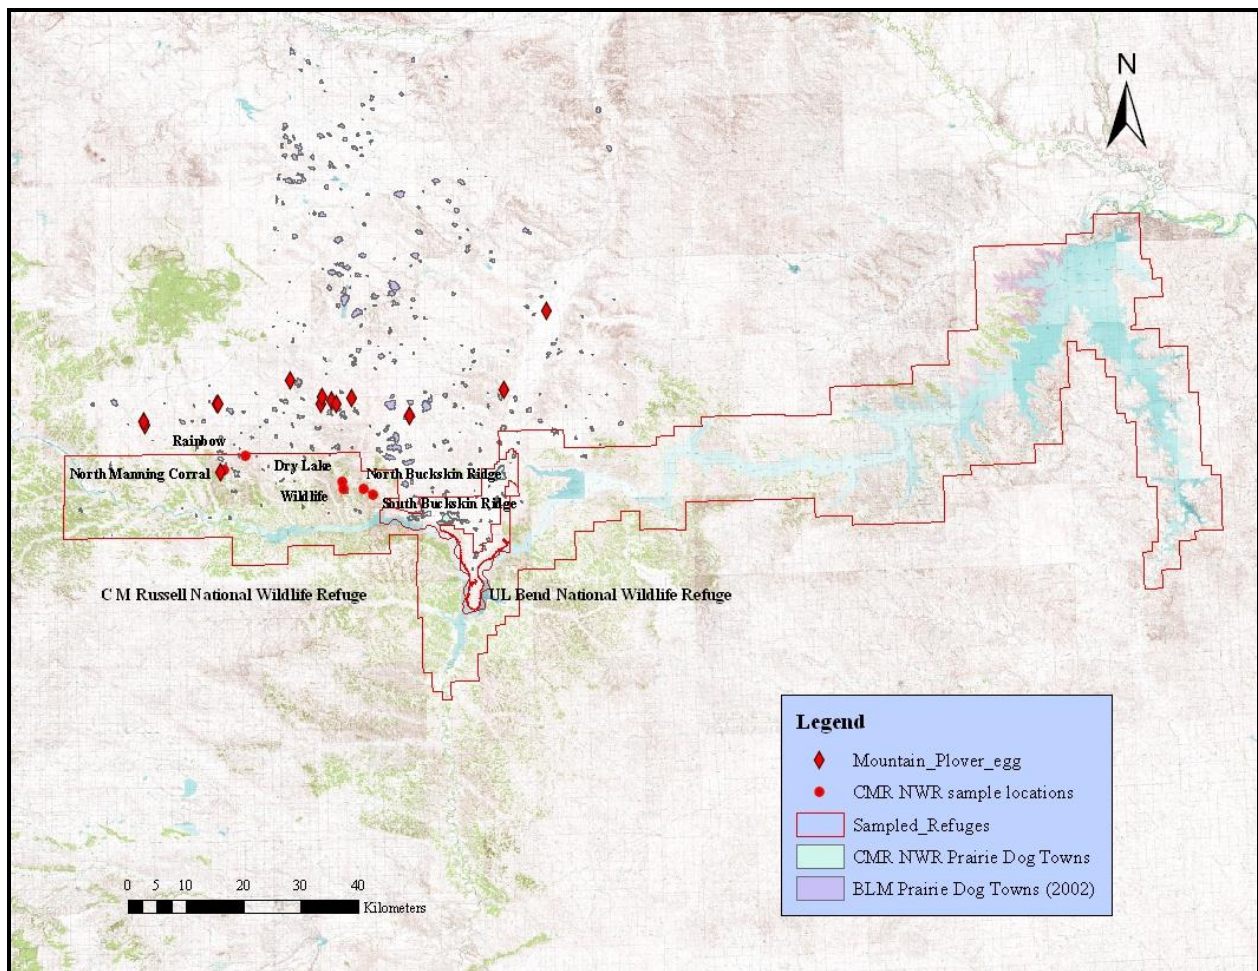 N
Rainbow
North Manning Corral
Dry Lake
North Buckskin Ridge
Wildlife
South Buckskin Ridge
C M Russell National Wildlife Refuge
UL Bend National Wildlife Refuge
Legend
Mountain_Plover_egg
CMR NWR sample locations
Sampled_Refuges
CMR NWR Prairie Dog Towns
BLM Prairie Dog Towns (2002)
0 5 10 20 30 40
Kilometers